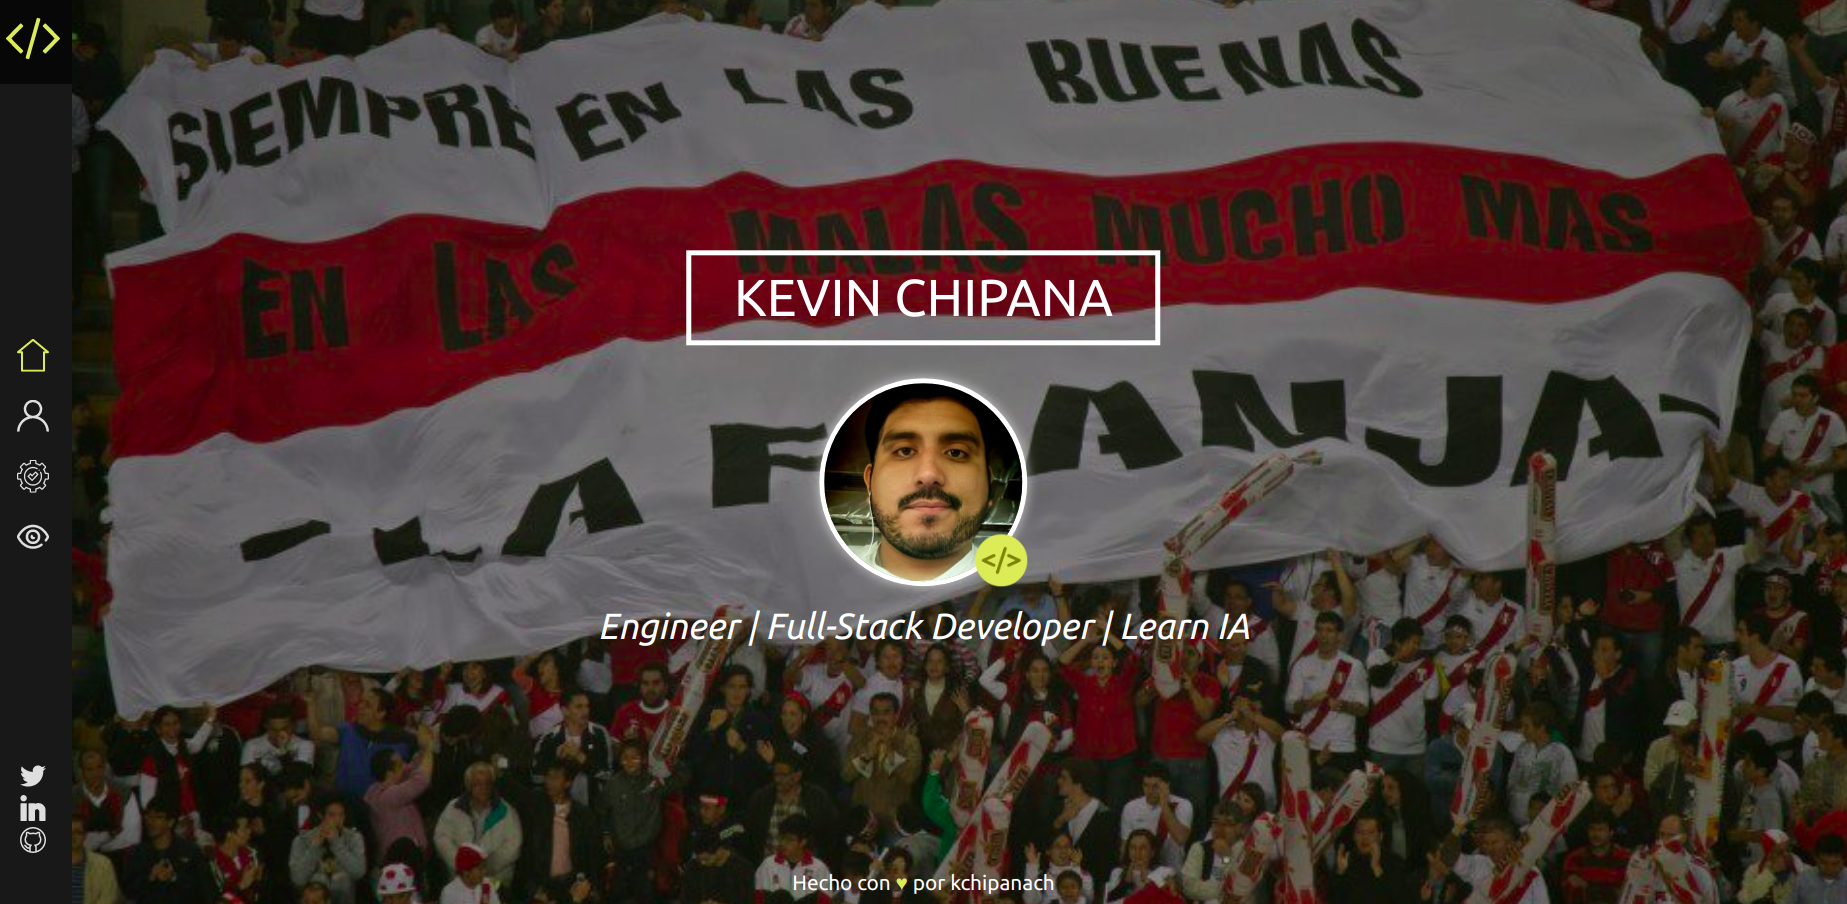 </>
SIEMPRE EN LAS BUENAS
EN LAS MALAS MUCHO MAS
LA FRANJA
KEVIN CHIPANA
</>
Engineer | Full-Stack Developer | Learn IA
Hecho con ♥ por kchipanach